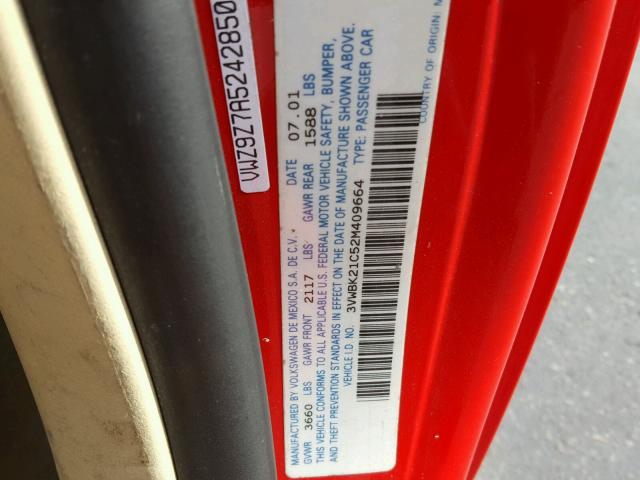 VWZ9Z7A5242850
MANUFACTURED BY VOLKSWAGEN DE MEXICO S.A. DE C.V.* DATE 07.01
GVWR 3660 LBS GAWR FRONT 2117 LBS GAWR REAR 1588 LBS
THIS VEHICLE CONFORMS TO ALL APPLICABLE U.S. FEDERAL MOTOR VEHICLE SAFETY, BUMPER,
AND THEFT PREVENTION STANDARDS IN EFFECT ON THE DATE OF MANUFACTURE SHOWN ABOVE.
VEHICLE I.D. NO. 3VWBK21C52M409664 TYPE: PASSENGER CAR
COUNTRY OF ORIGIN: M